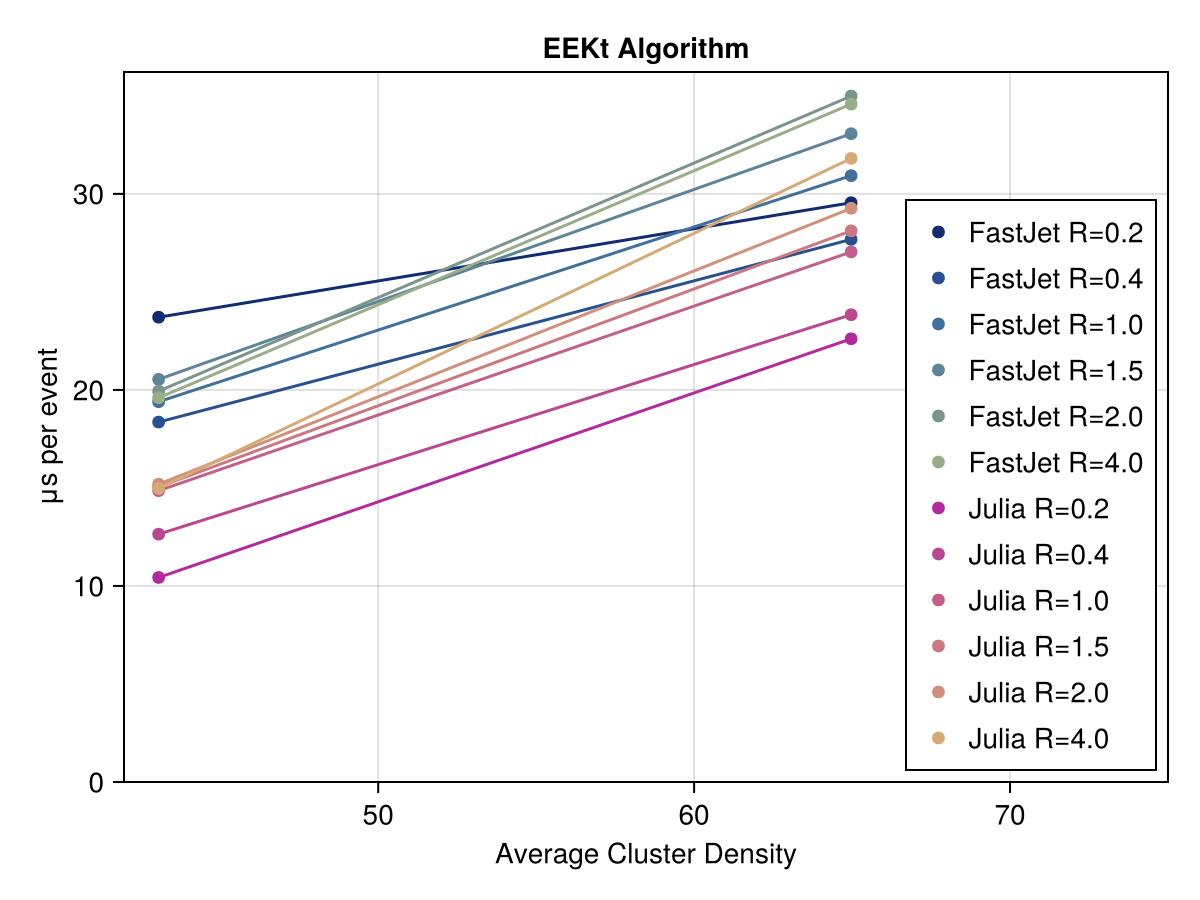 EEKt Algorithm
µs per event
30
20
10
0
50
60
70
Average Cluster Density
FastJet R=0.2
FastJet R=0.4
FastJet R=1.0
FastJet R=1.5
FastJet R=2.0
FastJet R=4.0
Julia R=0.2
Julia R=0.4
Julia R=1.0
Julia R=1.5
Julia R=2.0
Julia R=4.0